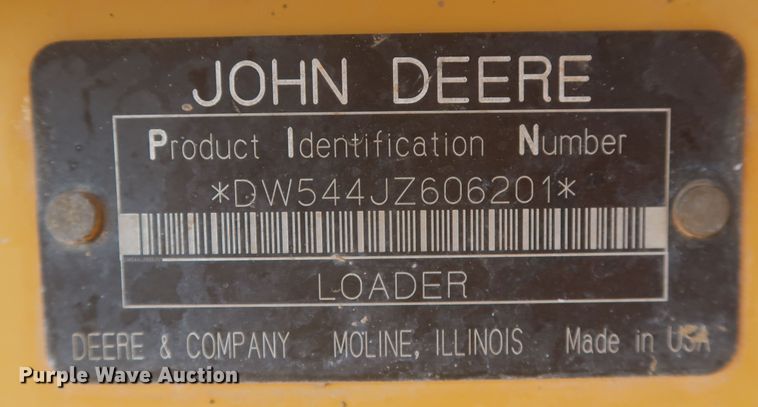 JOHN DEERE
Product Identification Number
*DW544JZ606201*
LOADER
DEERE & COMPANY MOLINE, ILLINOIS Made in USA
Purple Wave Auction